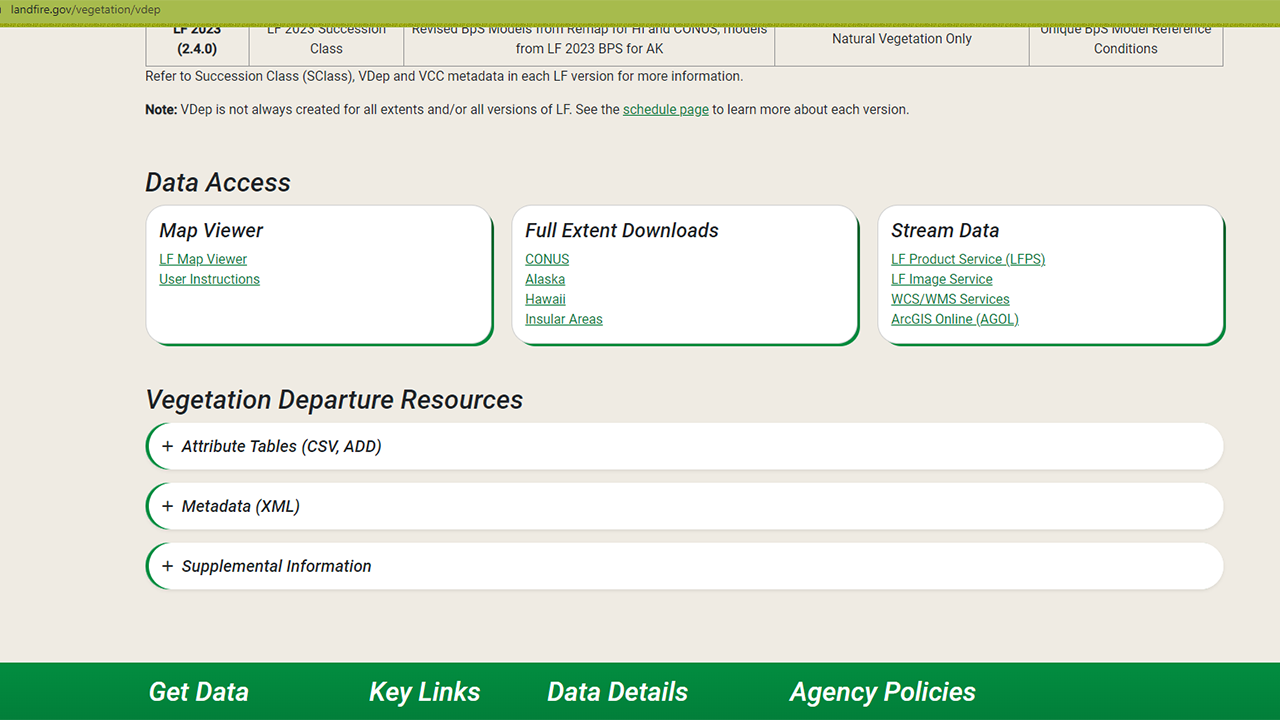 landfire.gov/vegetation/vdep
LF 2023
(2.4.0)
LF 2023 Succession
Class
Revised BpS Models from Remap for HI and CONUS, models
from LF 2023 BPS for AK
Natural Vegetation Only
Unique BpS Model Reference
Conditions
Refer to Succession Class (SClass), VDep and VCC metadata in each LF version for more information.
Note: VDep is not always created for all extents and/or all versions of LF. See the schedule page to learn more about each version.
Data Access
Map Viewer
LF Map Viewer
User Instructions
Full Extent Downloads
CONUS
Alaska
Hawaii
Insular Areas
Stream Data
LF Product Service (LFPS)
LF Image Service
WCS/WMS Services
ArcGIS Online (AGOL)
Vegetation Departure Resources
+ Attribute Tables (CSV, ADD)
+ Metadata (XML)
+ Supplemental Information
Get Data
Key Links
Data Details
Agency Policies